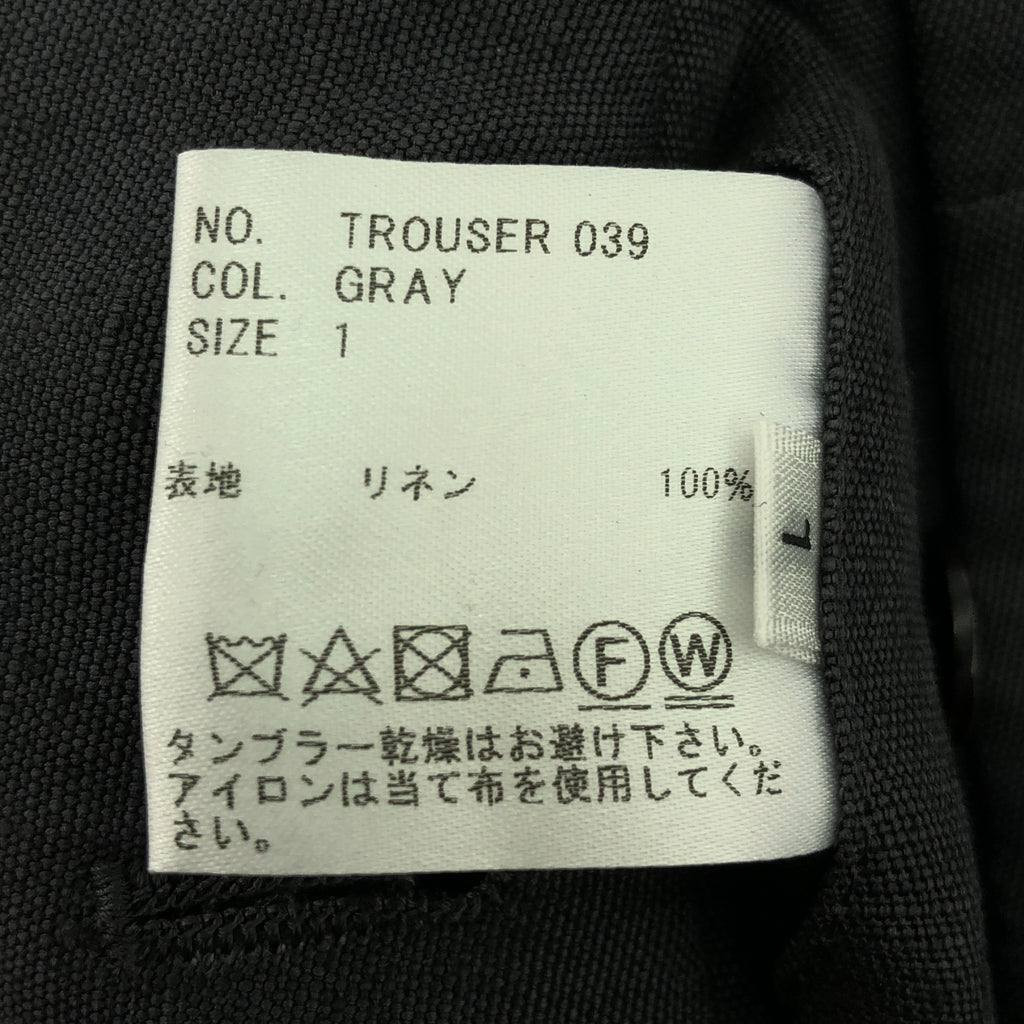 NO. TROUSER 039
COL. GRAY
SIZE 1
表地 リネン 100%
L
F W
タンブラー乾燥はお避け下さい。
アイロンは当て布を使用してくだ
さい。